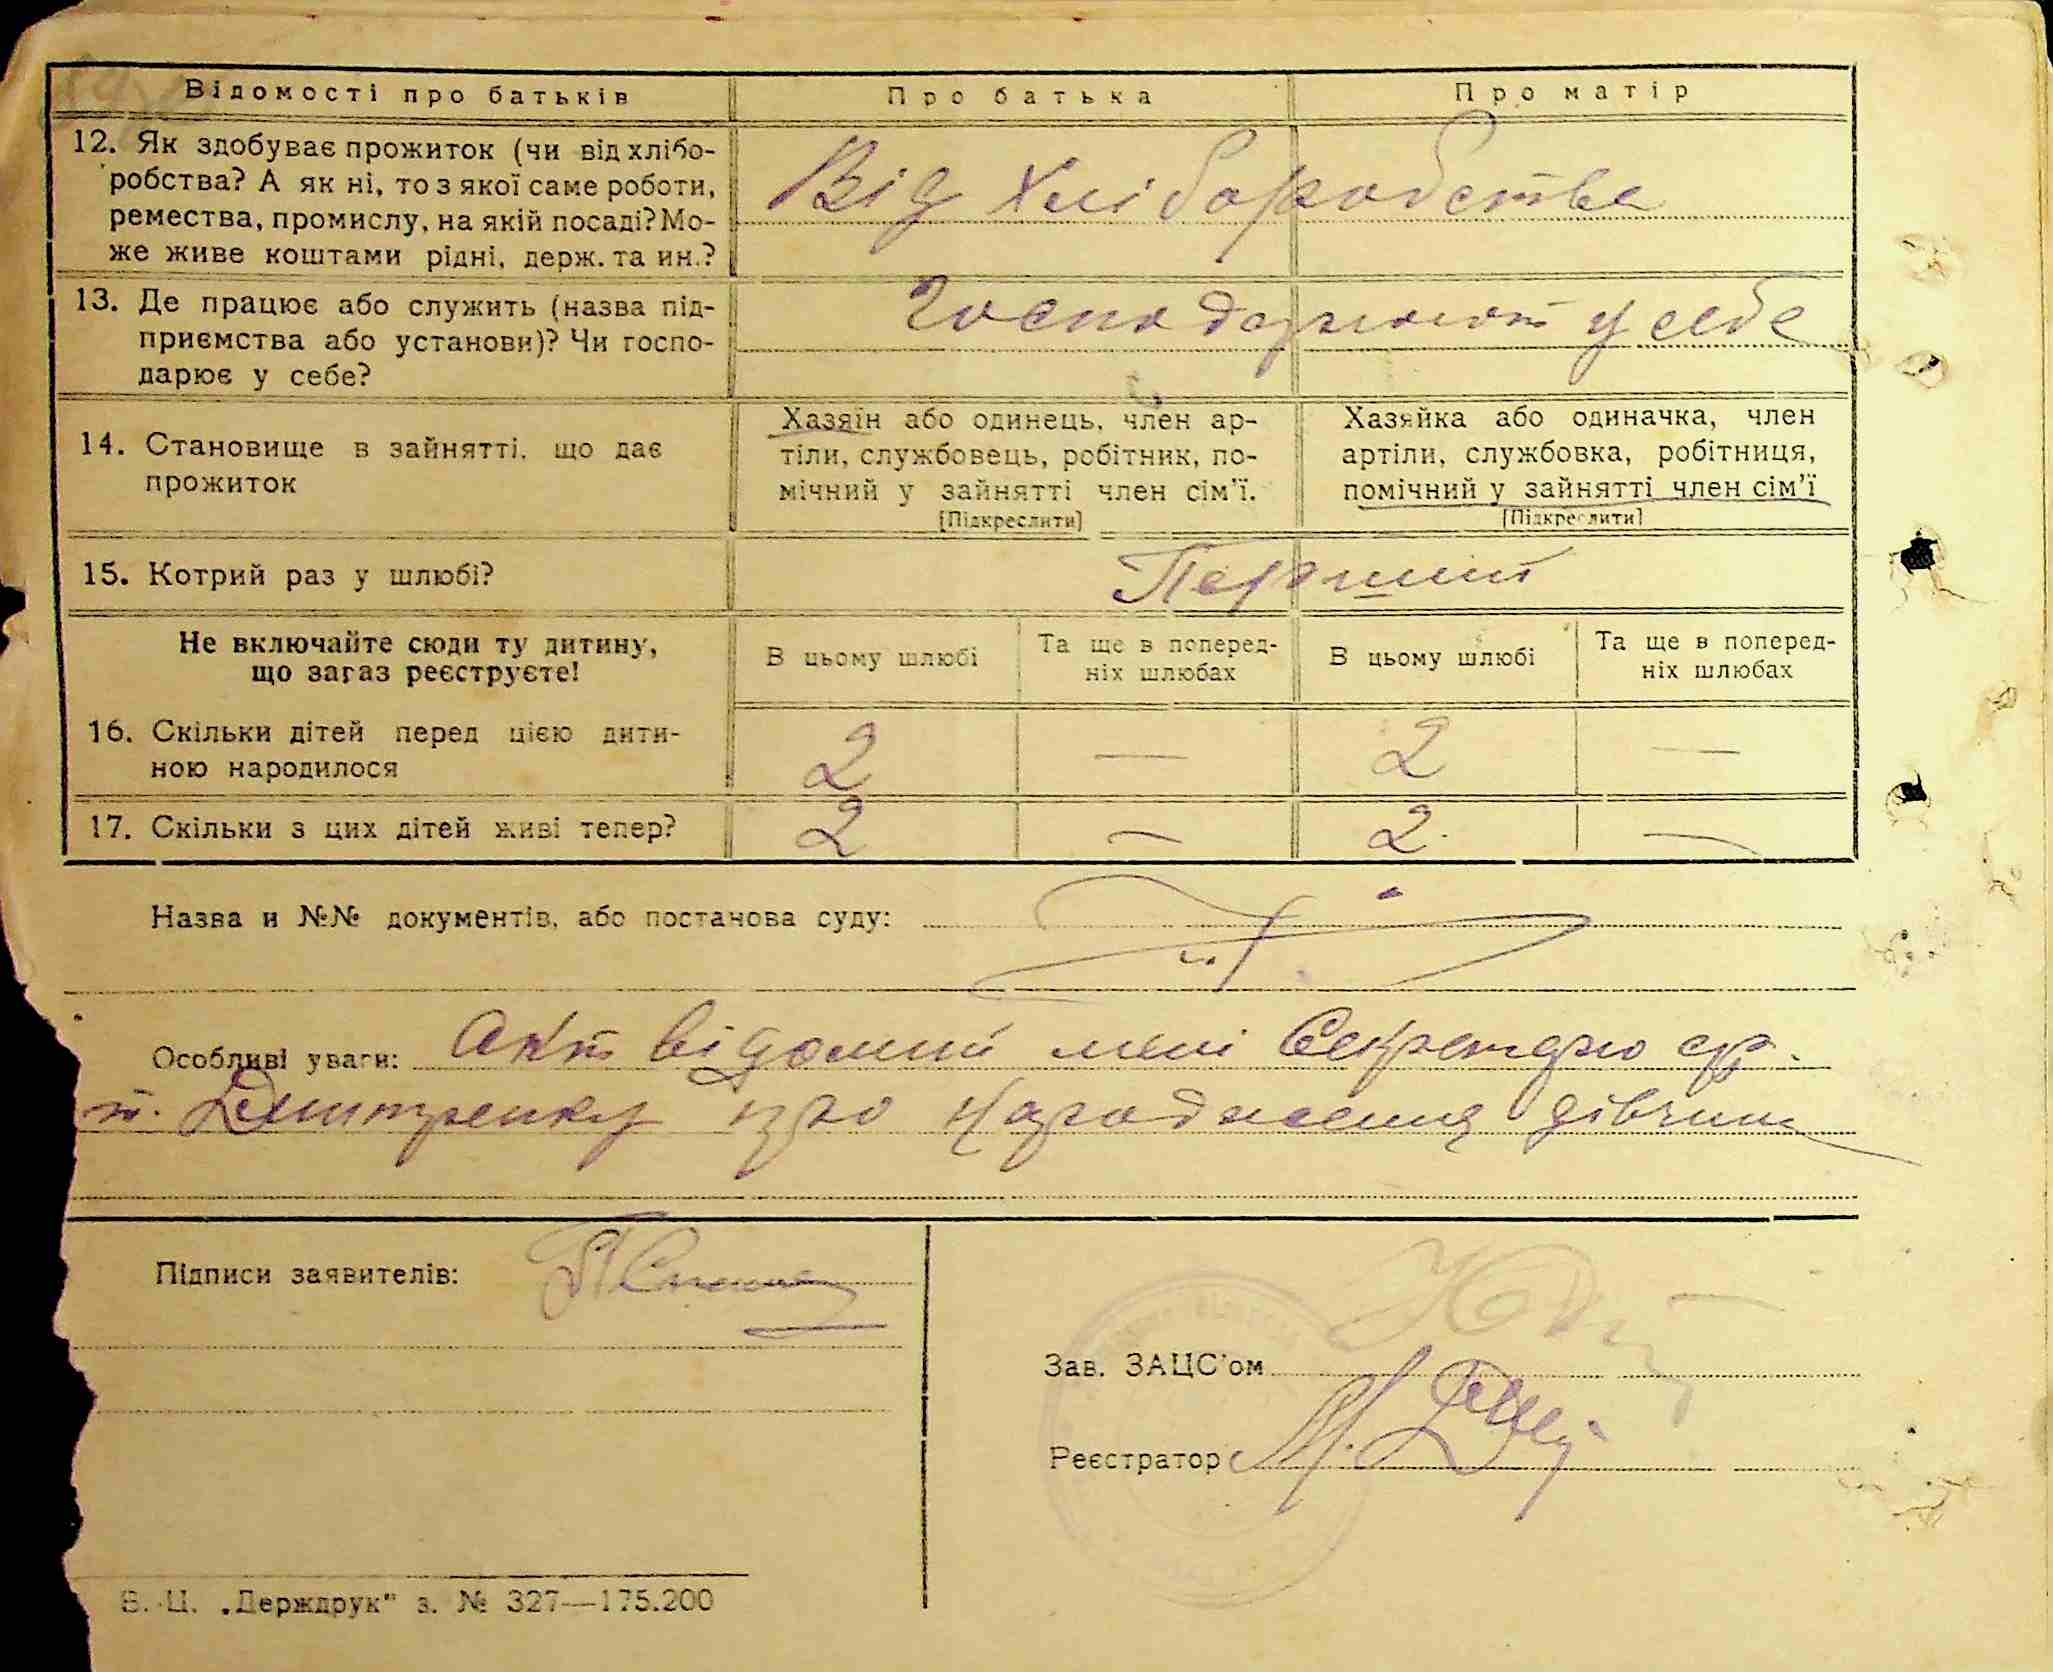 Відомості про батьків Про батька Про матір
12. Як здобуває прожиток (чи від хлібо-
робства? А як ні, то з якої саме роботи,
ремества, промислу, на якій посаді? Мо-
же живе коштами рідні, держ. та ин.?
Від хліборобства
13. Де працює або служить (назва під-
приємства або установи)? Чи госпо-
дарює у себе?
Господарюют у себе
14. Становище в зайнятті, що дає
прожиток
Хазяїн або одинець, член ар-
тіли, службовець, робітник, по-
мічний у зайнятті член сім'ї.
[Підкреслити]
Хазяйка або одиначка, член
артіли, службовка, робітниця,
помічний у зайнятті член сім'ї
[Підкреслити]
15. Котрий раз у шлюбі?
Перший
Не включайте сюди ту дитину,
що загаз реєструєте!
В цьому шлюбі
Та ще в поперед-
ніх шлюбах
В цьому шлюбі
Та ще в поперед-
ніх шлюбах
16. Скільки дітей перед цією дити-
ною народилося
2 — 2 —
17. Скільки з цих дітей живі тепер? 2 — 2 —
Назва и №№ документів, або постанова суду:
Особливі уваги: Акт відомий мені Секретарю с/р.
т. Дмитренку про народження дівчини
Підписи заявителів:
Зав. ЗАЦС'ом
Реєстратор
В. Ц. „Держдрук" з. № 327—175.200